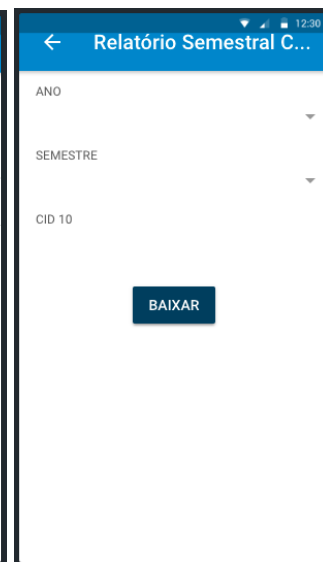 12:30
Relatório Semestral C...
ANO
SEMESTRE
CID 10
BAIXAR